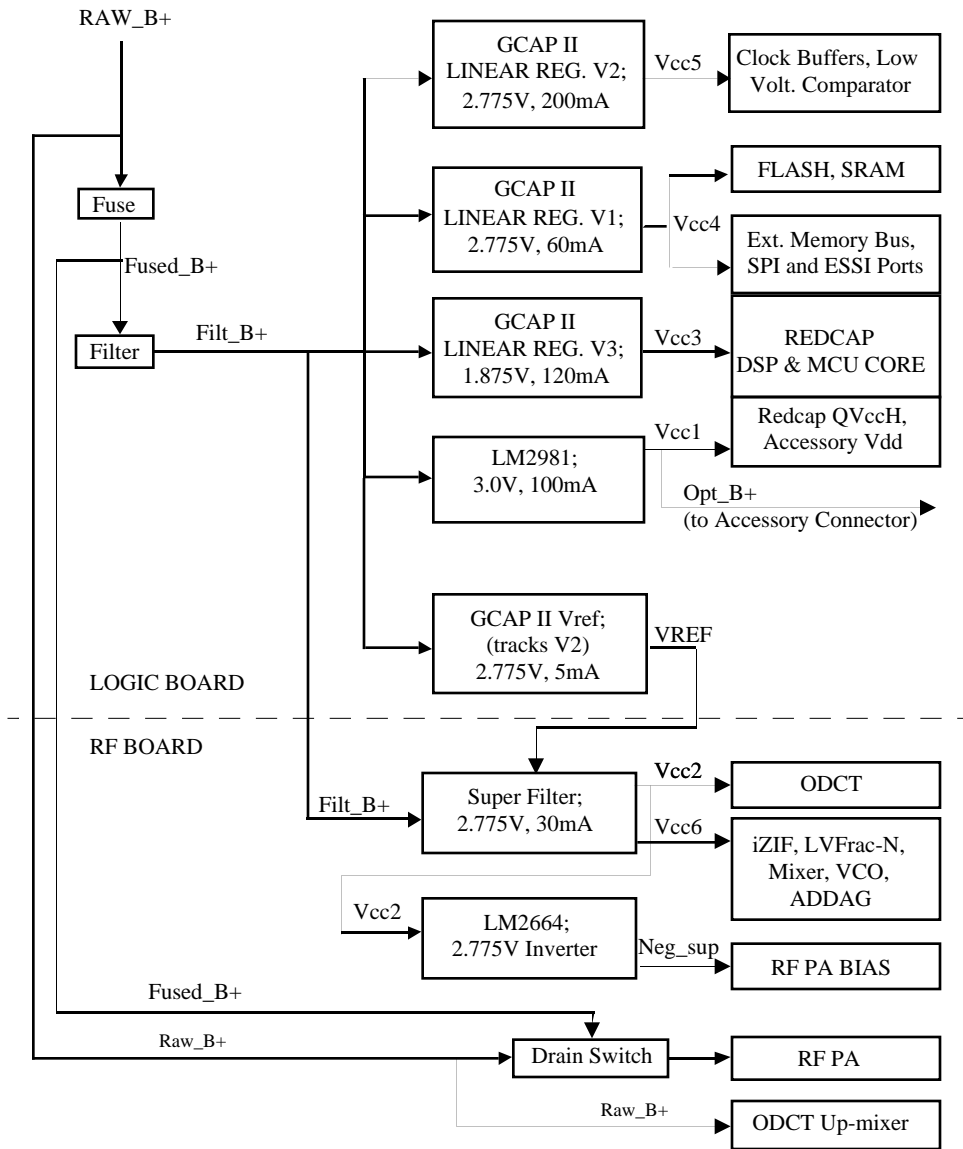 RAW_B+
GCAP II
LINEAR REG. V2;
2.775V, 200mA
Vcc5
Clock Buffers, Low
Volt. Comparator
Fuse
GCAP II
LINEAR REG. V1;
2.775V, 60mA
Vcc4
FLASH, SRAM
Ext. Memory Bus,
SPI and ESSI Ports
Fused_B+
Filter
Filt_B+
GCAP II
LINEAR REG. V3;
1.875V, 120mA
Vcc3
REDCAP
DSP & MCU CORE
LM2981;
3.0V, 100mA
Vcc1
Redcap QVccH,
Accessory Vdd
Opt_B+
(to Accessory Connector)
GCAP II Vref;
(tracks V2)
2.775V, 5mA
VREF
LOGIC BOARD
RF BOARD
Filt_B+
Super Filter;
2.775V, 30mA
Vcc2
ODCT
Vcc6
iZIF, LVFrac-N,
Mixer, VCO,
ADDAG
Vcc2
LM2664;
2.775V Inverter
Neg_sup
RF PA BIAS
Fused_B+
Raw_B+
Drain Switch
RF PA
Raw_B+
ODCT Up-mixer